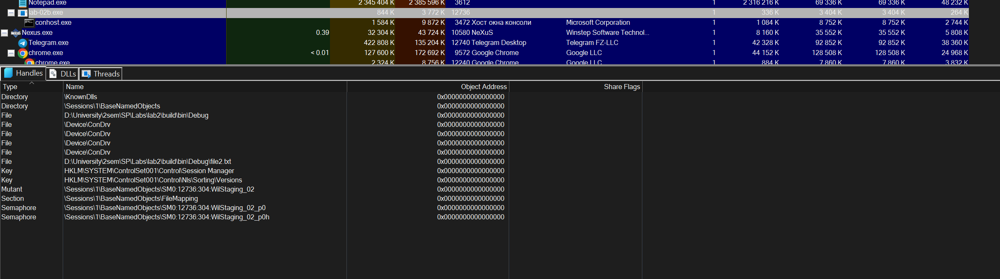 Notepad.exe 2 345 404 K 2 385 596 K 3612 1 2 316 216 K 69 336 K 69 336 K 48 232 K
lab-02b.exe 844 K 3 772 K 12736 1 336 K 3 404 K 3 404 K 264 K
conhost.exe 1 584 K 9 872 K 3472 Хост окна консоли Microsoft Corporation 1 1 084 K 8 752 K 8 752 K 2 744 K
Nexus.exe 0.39 32 304 K 43 724 K 10580 NeXuS Winstep Software Technol... 1 8 160 K 35 552 K 35 552 K 5 808 K
Telegram.exe 422 808 K 135 204 K 12740 Telegram Desktop Telegram FZ-LLC 1 42 328 K 92 852 K 92 852 K 38 360 K
chrome.exe < 0.01 127 600 K 172 692 K 9572 Google Chrome Google LLC 1 44 152 K 128 508 K 128 508 K 24 968 K
chrome.exe 2 324 K 8 756 K 12240 Google Chrome Google LLC 1 884 K 7 860 K 7 860 K 3 832 K
Handles DLLs Threads
Type Name Object Address Share Flags
Directory \KnownDlls 0x0000000000000000
Directory \Sessions\1\BaseNamedObjects 0x0000000000000000
File D:\University\2sem\SP\Labs\lab2\build\bin\Debug 0x0000000000000000
File \Device\ConDrv 0x0000000000000000
File \Device\ConDrv 0x0000000000000000
File \Device\ConDrv 0x0000000000000000
File \Device\ConDrv 0x0000000000000000
File D:\University\2sem\SP\Labs\lab2\build\bin\Debug\file2.txt 0x0000000000000000
Key HKLM\SYSTEM\ControlSet001\Control\Session Manager 0x0000000000000000
Key HKLM\SYSTEM\ControlSet001\Control\Nls\Sorting\Versions 0x0000000000000000
Mutant \Sessions\1\BaseNamedObjects\SM0:12736:304:WilStaging_02 0x0000000000000000
Section \Sessions\1\BaseNamedObjects\FileMapping 0x0000000000000000
Semaphore \Sessions\1\BaseNamedObjects\SM0:12736:304:WilStaging_02_p0 0x0000000000000000
Semaphore \Sessions\1\BaseNamedObjects\SM0:12736:304:WilStaging_02_p0h 0x0000000000000000